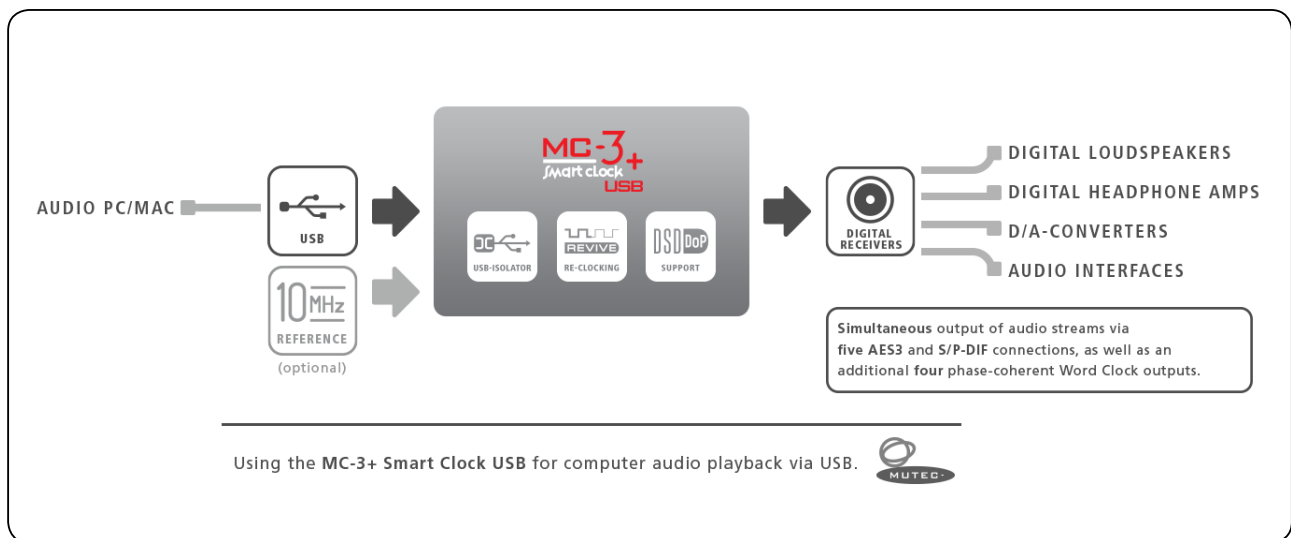 AUDIO PC/MAC
USB
10 MHz
REFERENCE
(optional)
MC-3+
smart clock
USB
USB-ISOLATOR
REVIVE
RE-CLOCKING
DSD DoP
SUPPORT
DIGITAL
RECEIVERS
DIGITAL LOUDSPEAKERS
DIGITAL HEADPHONE AMPS
D/A-CONVERTERS
AUDIO INTERFACES
Simultaneous output of audio streams via
five AES3 and S/P-DIF connections, as well as an
additional four phase-coherent Word Clock outputs.
Using the MC-3+ Smart Clock USB for computer audio playback via USB.
MUTEC-